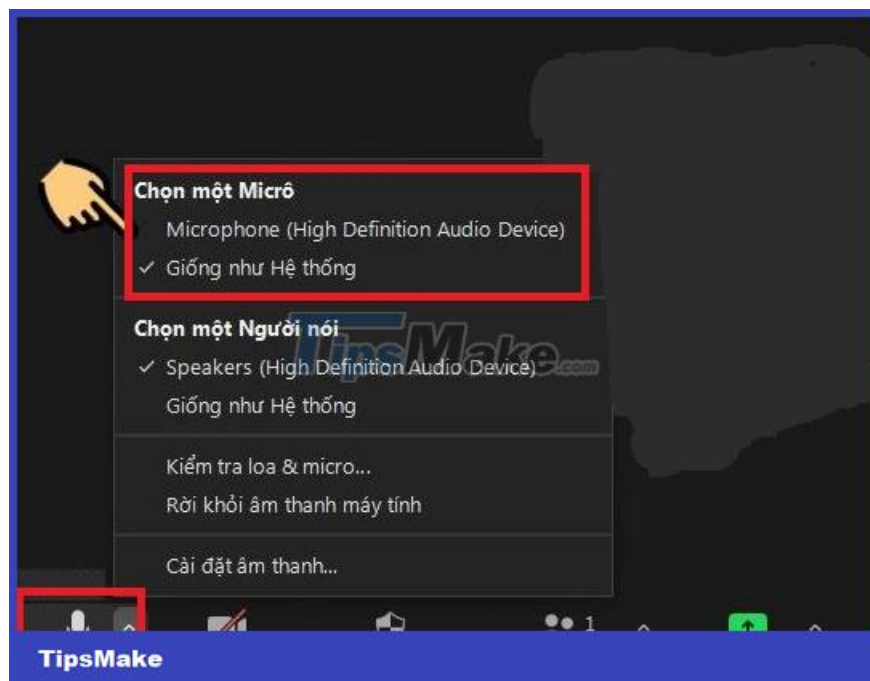 Chọn một Micrô
Microphone (High Definition Audio Device)
✓ Giống như Hệ thống
Chọn một Người nói
TipsMake.com
✓ Speakers (High Definition Audio Device)
Giống như Hệ thống
Kiểm tra loa & micro...
Rời khỏi âm thanh máy tính
Cài đặt âm thanh...
1
TipsMake